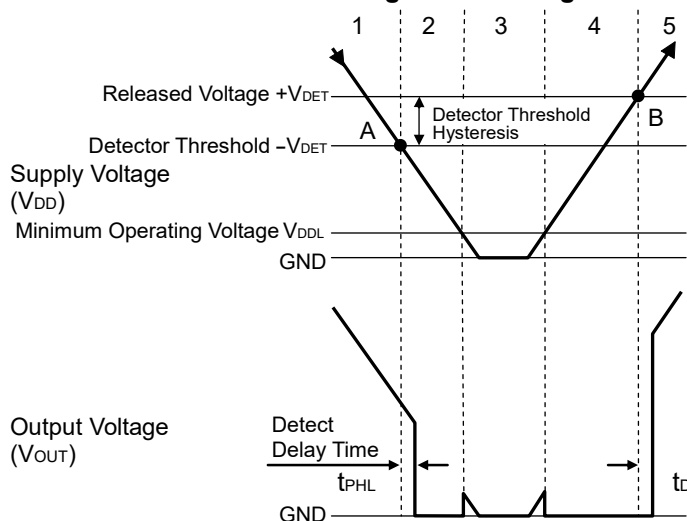 1 2 3 4 5
Released Voltage +VDET
Detector Threshold
Hysteresis
A
B
Detector Threshold –VDET
Supply Voltage
(VDD)
Minimum Operating Voltage VDDL
GND
Output Voltage
(VOUT)
Detect
Delay Time
tPHL
GND